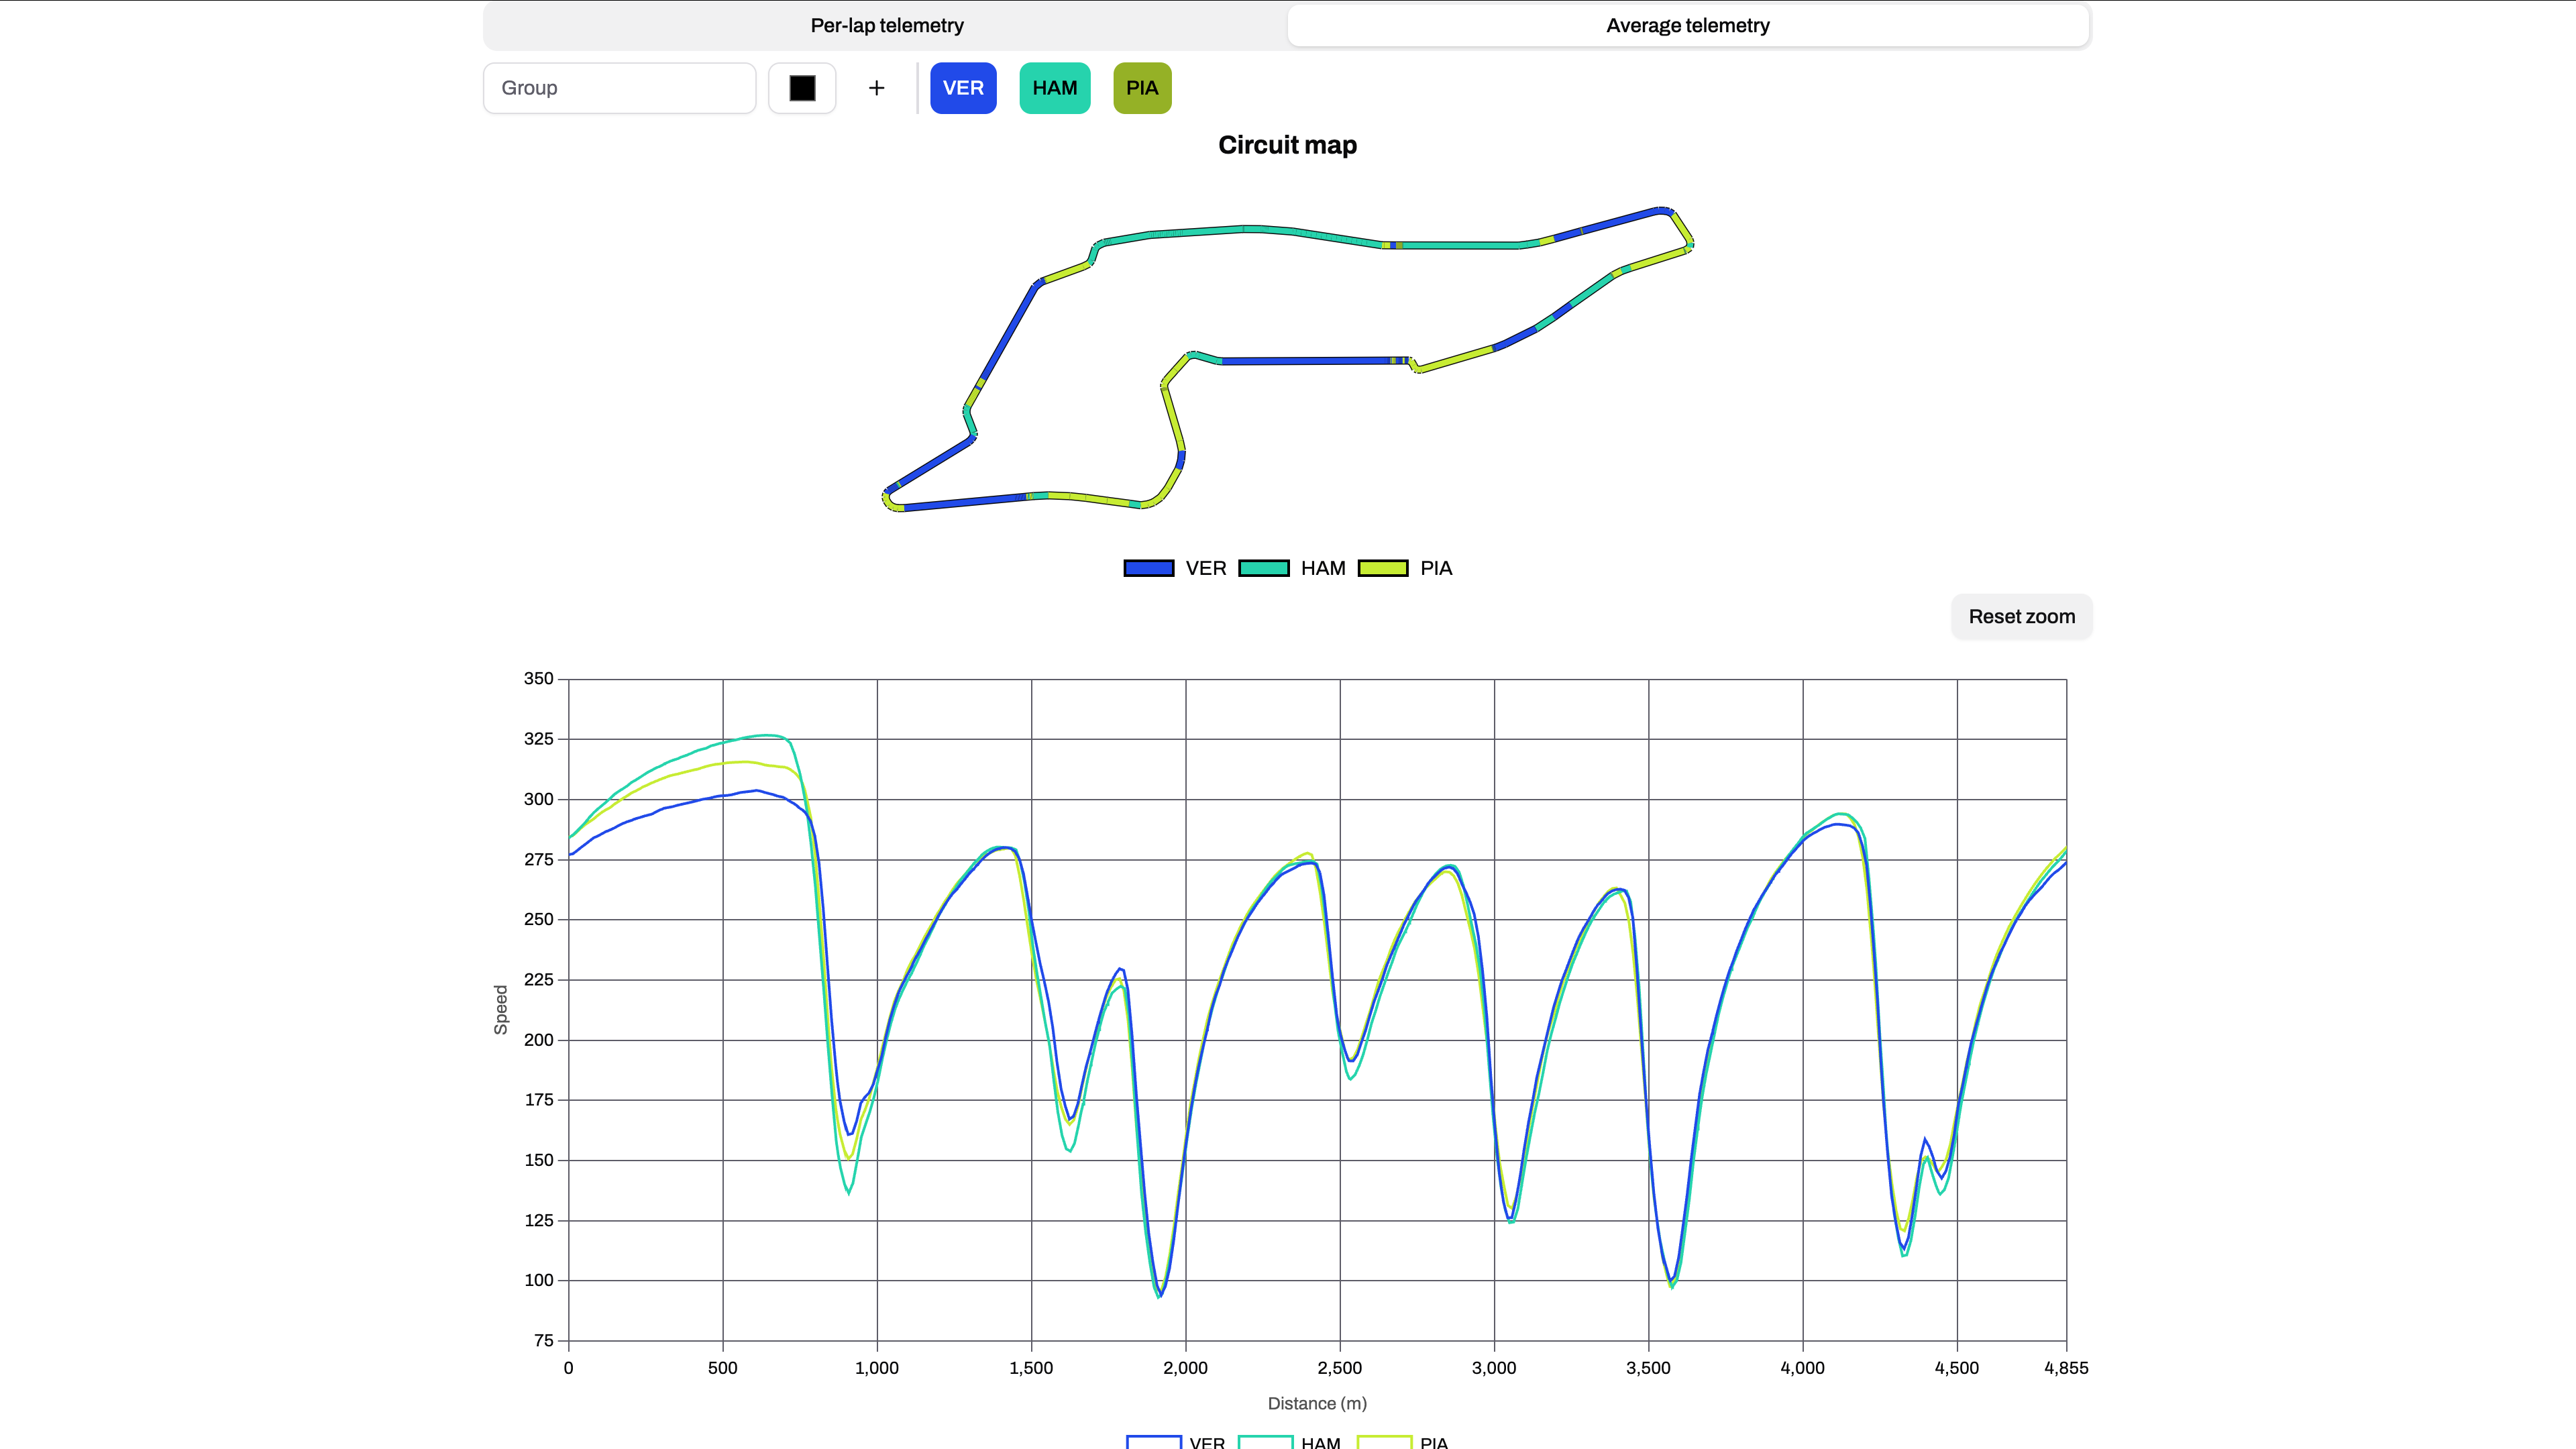 Per-lap telemetry Average telemetry
Group + VER HAM PIA
Circuit map
VER HAM PIA
Reset zoom
350
325
300
275
250
225
200
175
150
125
100
75
Speed
0 500 1,000 1,500 2,000 2,500 3,000 3,500 4,000 4,500 4,855
Distance (m)
VER HAM PIA